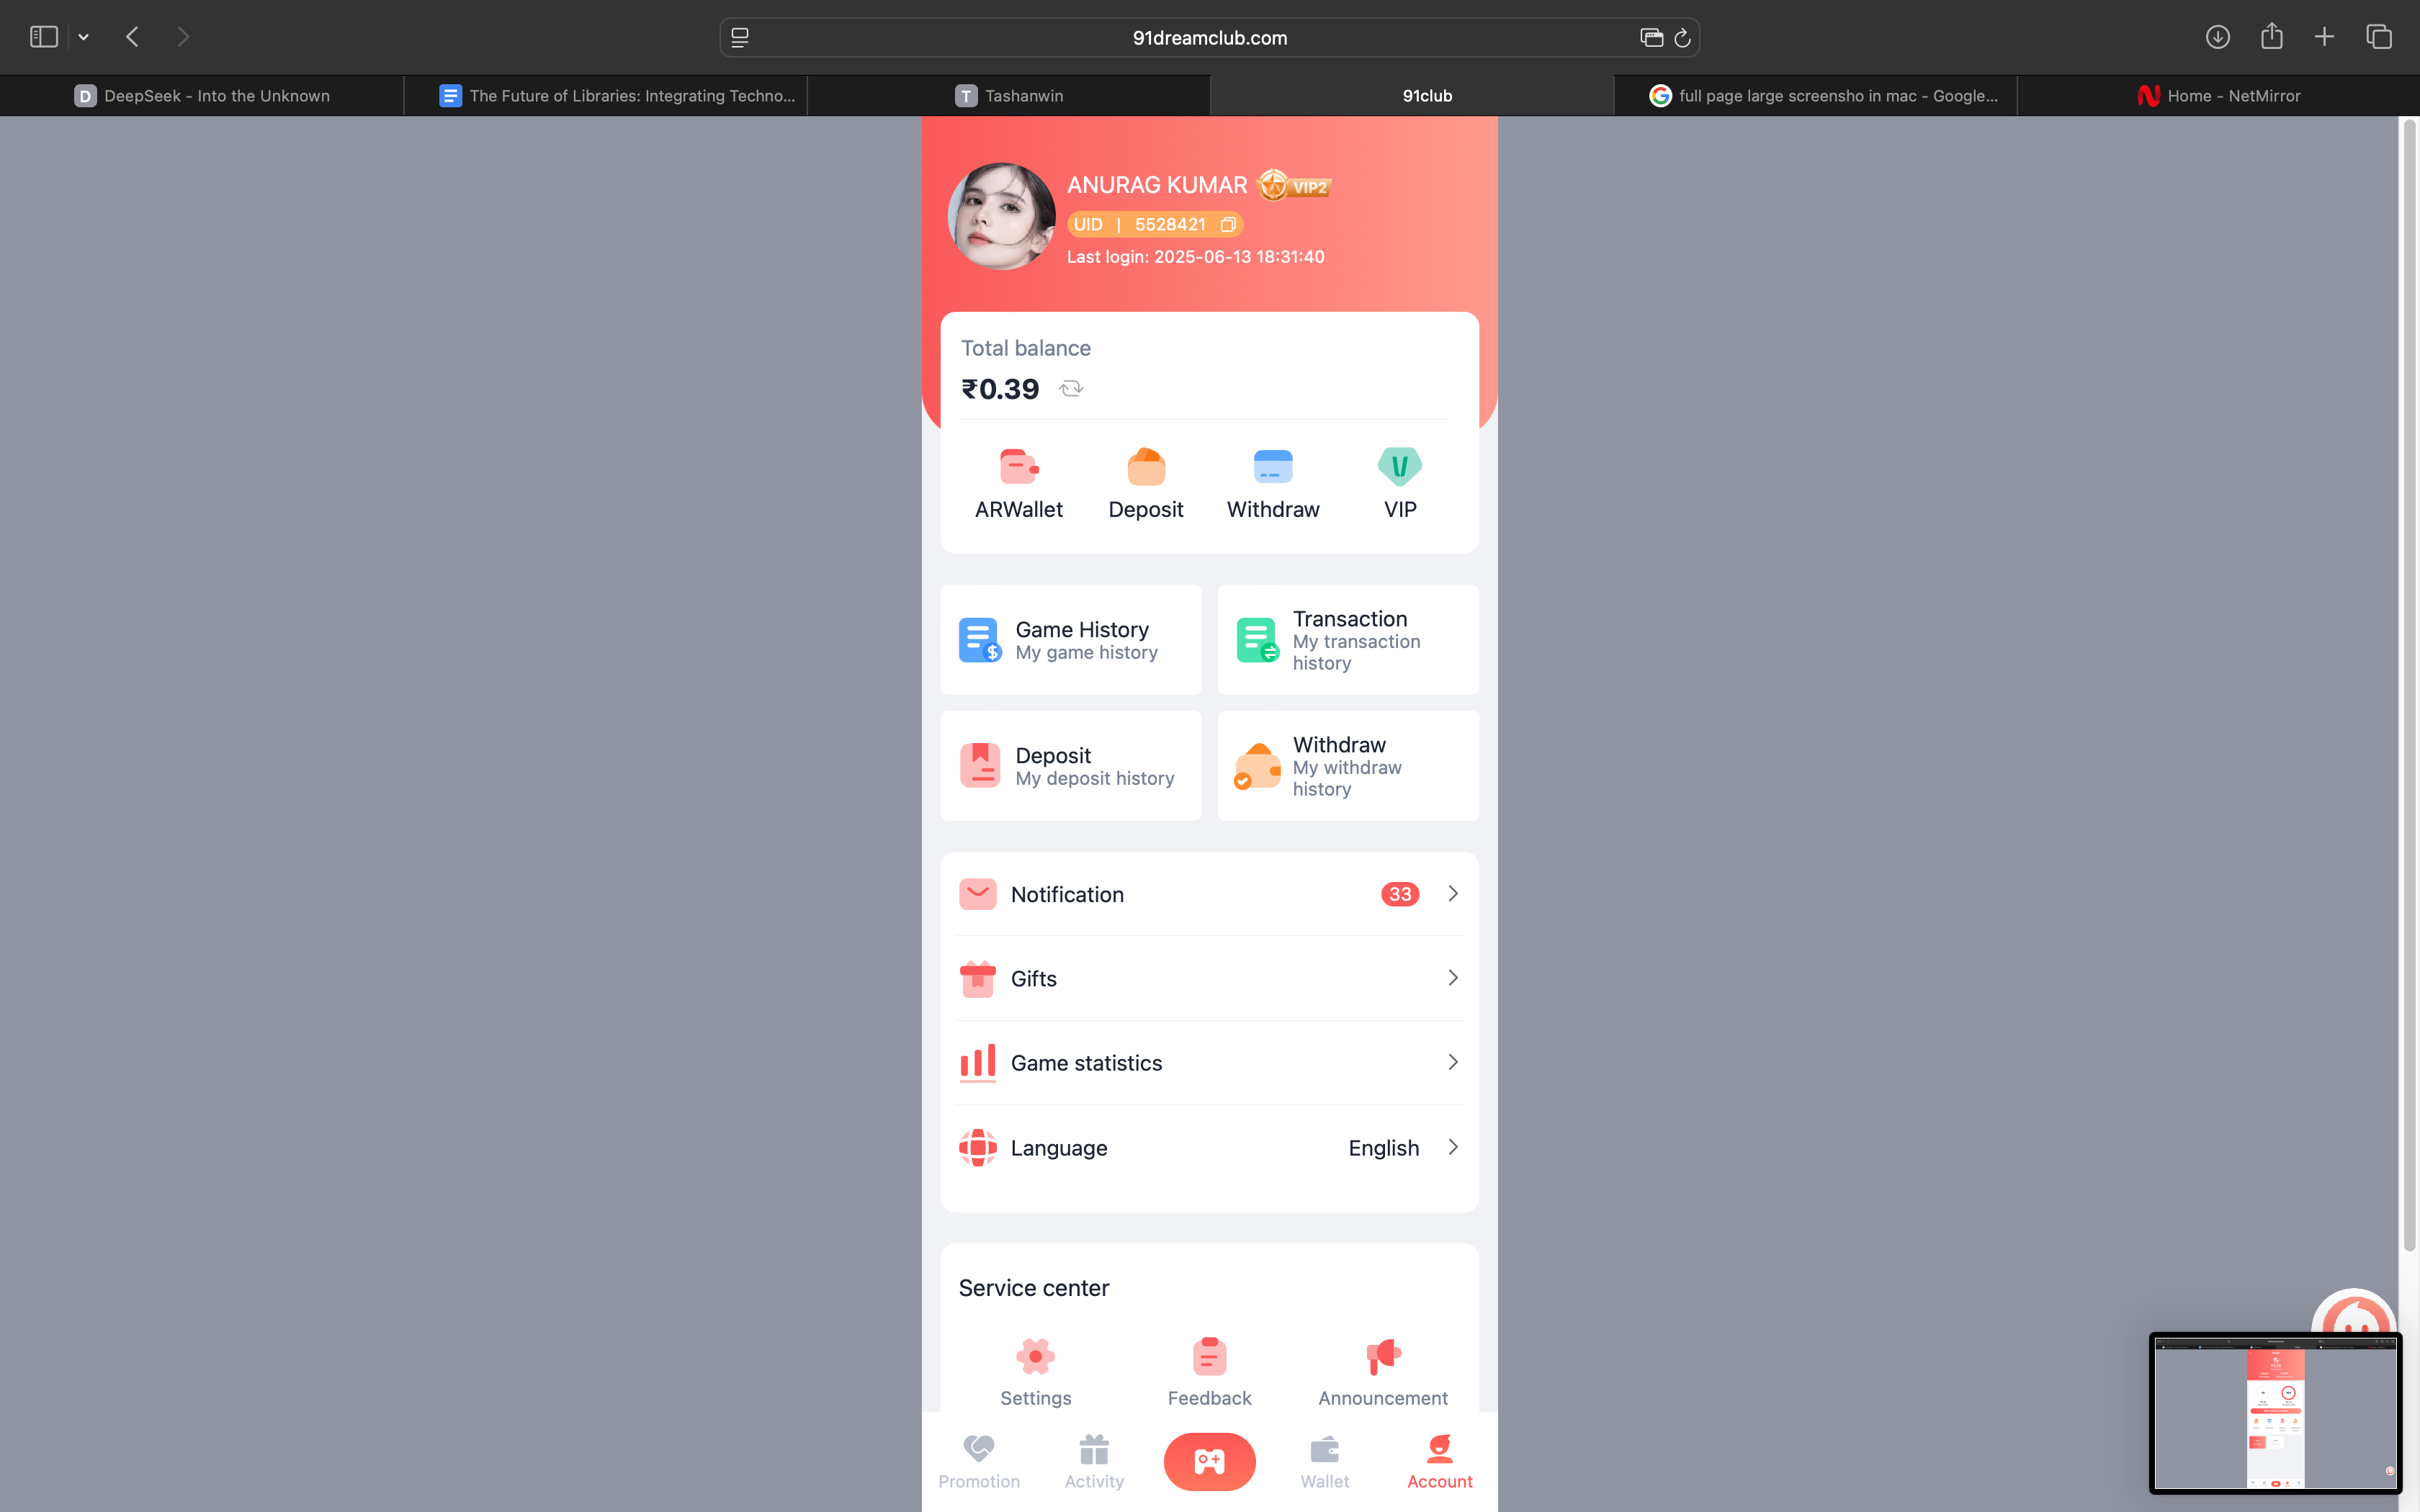 91dreamclub.com
D DeepSeek - Into the Unknown
The Future of Libraries: Integrating Techno...
T Tashanwin
91club
full page large screensho in mac - Google...
Home - NetMirror
ANURAG KUMAR VIP2
UID | 5528421
Last login: 2025-06-13 18:31:40
Total balance
₹0.39
ARWallet Deposit Withdraw VIP
Game History
My game history
Transaction
My transaction
history
Deposit
My deposit history
Withdraw
My withdraw
history
Notification 33
Gifts
Game statistics
Language English
Service center
Settings Feedback Announcement
Promotion Activity Wallet Account